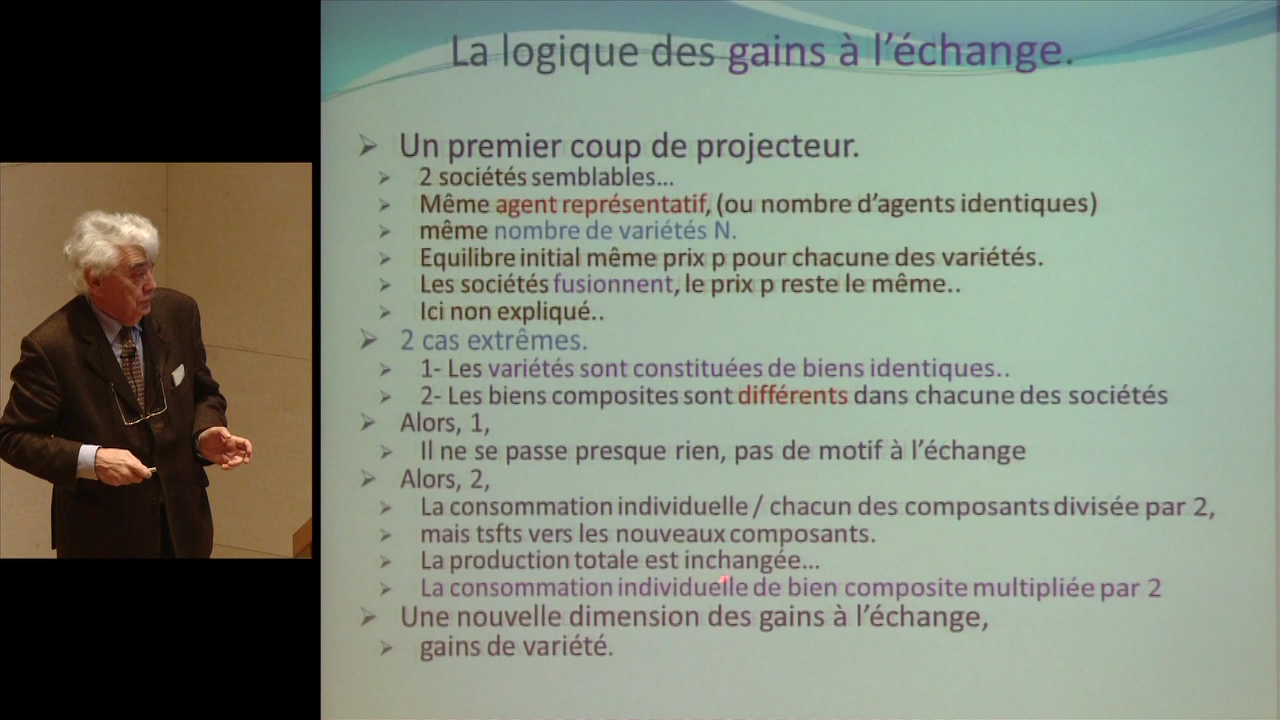 La logique des gains à l'échange.
Un premier coup de projecteur.
2 sociétés semblables...
Même agent représentatif, (ou nombre d'agents identiques)
même nombre de variétés N.
Equilibre initial même prix p pour chacune des variétés.
Les sociétés fusionnent, le prix p reste le même..
Ici non expliqué..
2 cas extrêmes.
1- Les variétés sont constituées de biens identiques..
2- Les biens composites sont différents dans chacune des sociétés
Alors, 1,
Il ne se passe presque rien, pas de motif à l'échange
Alors, 2,
La consommation individuelle / chacun des composants divisée par 2,
mais tsfts vers les nouveaux composants.
La production totale est inchangée...
La consommation individuelle de bien composite multipliée par 2
Une nouvelle dimension des gains à l'échange,
gains de variété.